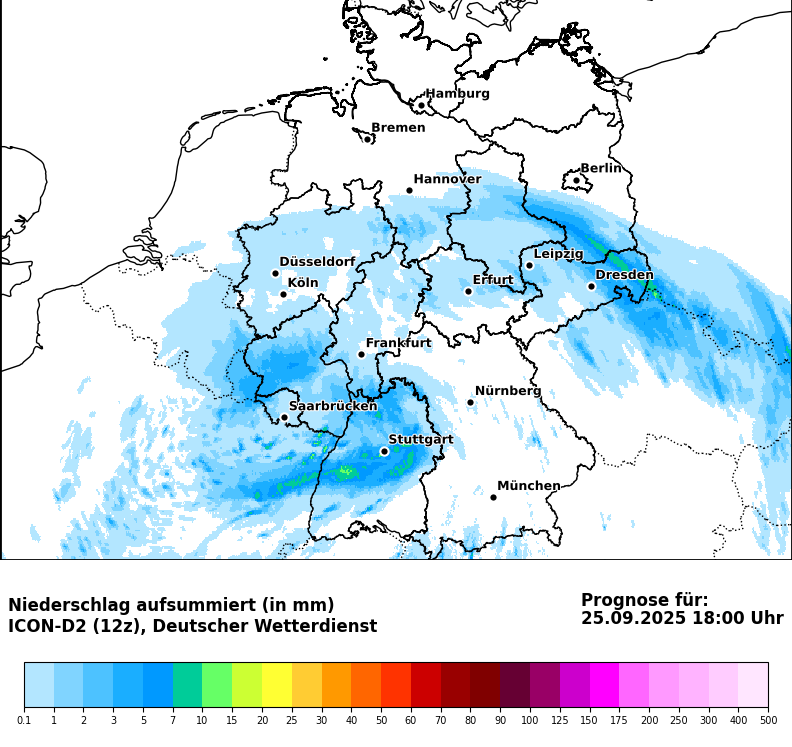 Hamburg
Bremen
Berlin
Hannover
Leipzig
Düsseldorf
Dresden
Köln
Erfurt
Frankfurt
Nürnberg
Saarbrücken
Stuttgart
München
Niederschlag aufsummiert (in mm)
ICON-D2 (12z), Deutscher Wetterdienst
Prognose für:
25.09.2025 18:00 Uhr
0.1 1 2 3 5 7 10 15 20 25 30 40 50 60 70 80 90 100 125 150 175 200 250 300 400 500